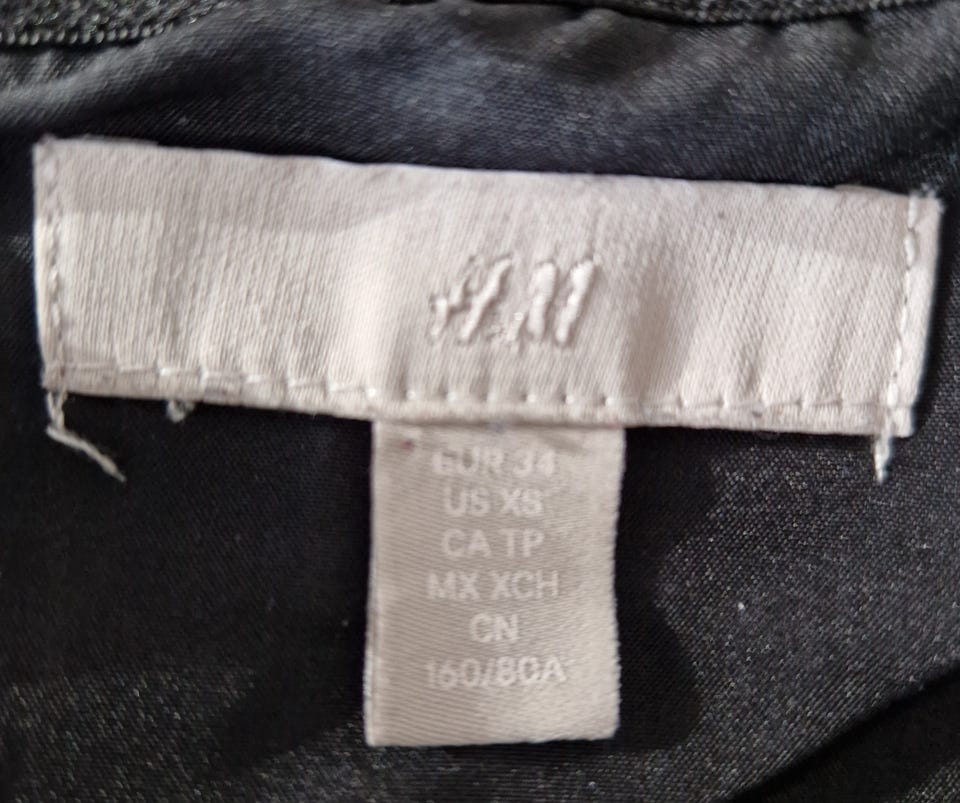 H&M
EUR 34
US XS
CA TP
MX XCH
CN
160/80A